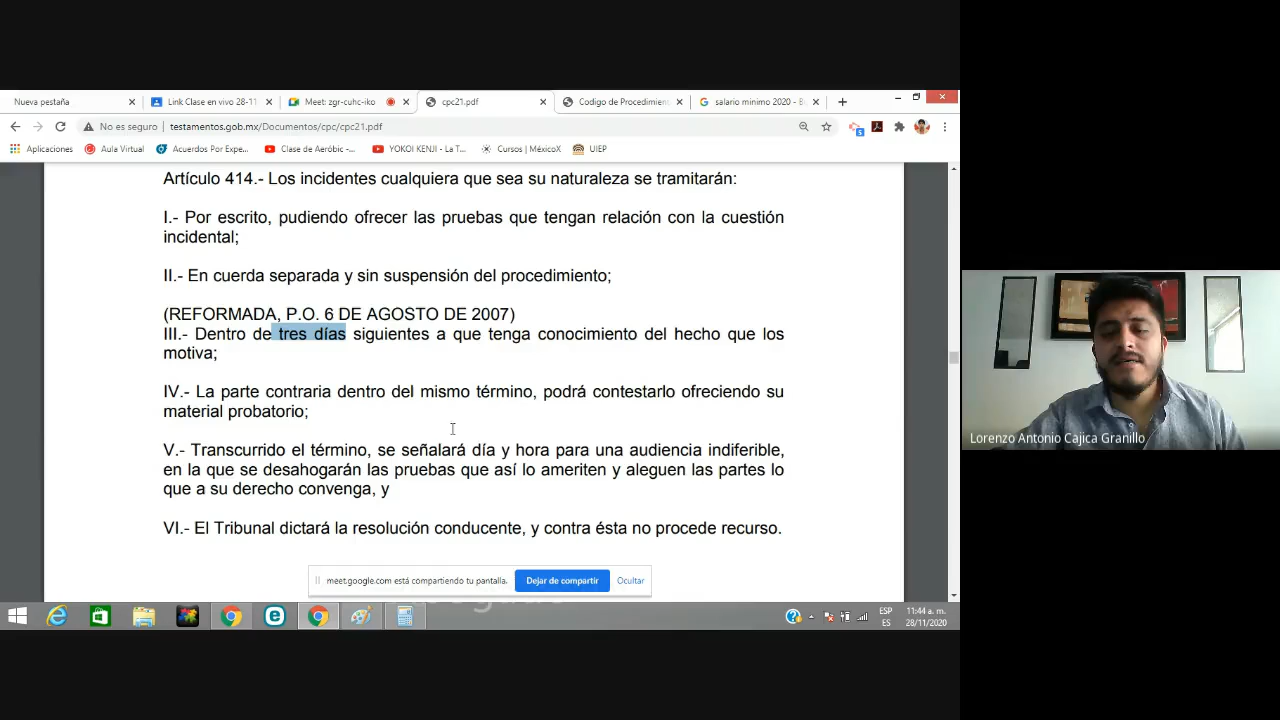 Nueva pestaña
Link Clase en vivo 28-11
Meet: zgr-cuhc-iko
cpc21.pdf
Codigo de Procedimien
salario minimo 2020 - B
No es seguro | testamentos.gob.mx/Documentos/cpc/cpc21.pdf
5
Aplicaciones
Aula Virtual
Acuerdos Por Expe...
Clase de Aeróbic -...
YOKOI KENJI - La T...
Cursos | MéxicoX
UIEP
Artículo 414.- Los incidentes cualquiera que sea su naturaleza se tramitarán:
I.- Por escrito, pudiendo ofrecer las pruebas que tengan relación con la cuestión
incidental;
II.- En cuerda separada y sin suspensión del procedimiento;
(REFORMADA, P.O. 6 DE AGOSTO DE 2007)
III.- Dentro de tres días siguientes a que tenga conocimiento del hecho que los
motiva;
IV.- La parte contraria dentro del mismo término, podrá contestarlo ofreciendo su
material probatorio;
V.- Transcurrido el término, se señalará día y hora para una audiencia indiferible,
en la que se desahogarán las pruebas que así lo ameriten y aleguen las partes lo
que a su derecho convenga, y
VI.- El Tribunal dictará la resolución conducente, y contra ésta no procede recurso.
meet.google.com está compartiendo tu pantalla.
Dejar de compartir
Ocultar
ESP
ES
11:44 a. m.
28/11/2020
Lorenzo Antonio Cajica Granillo